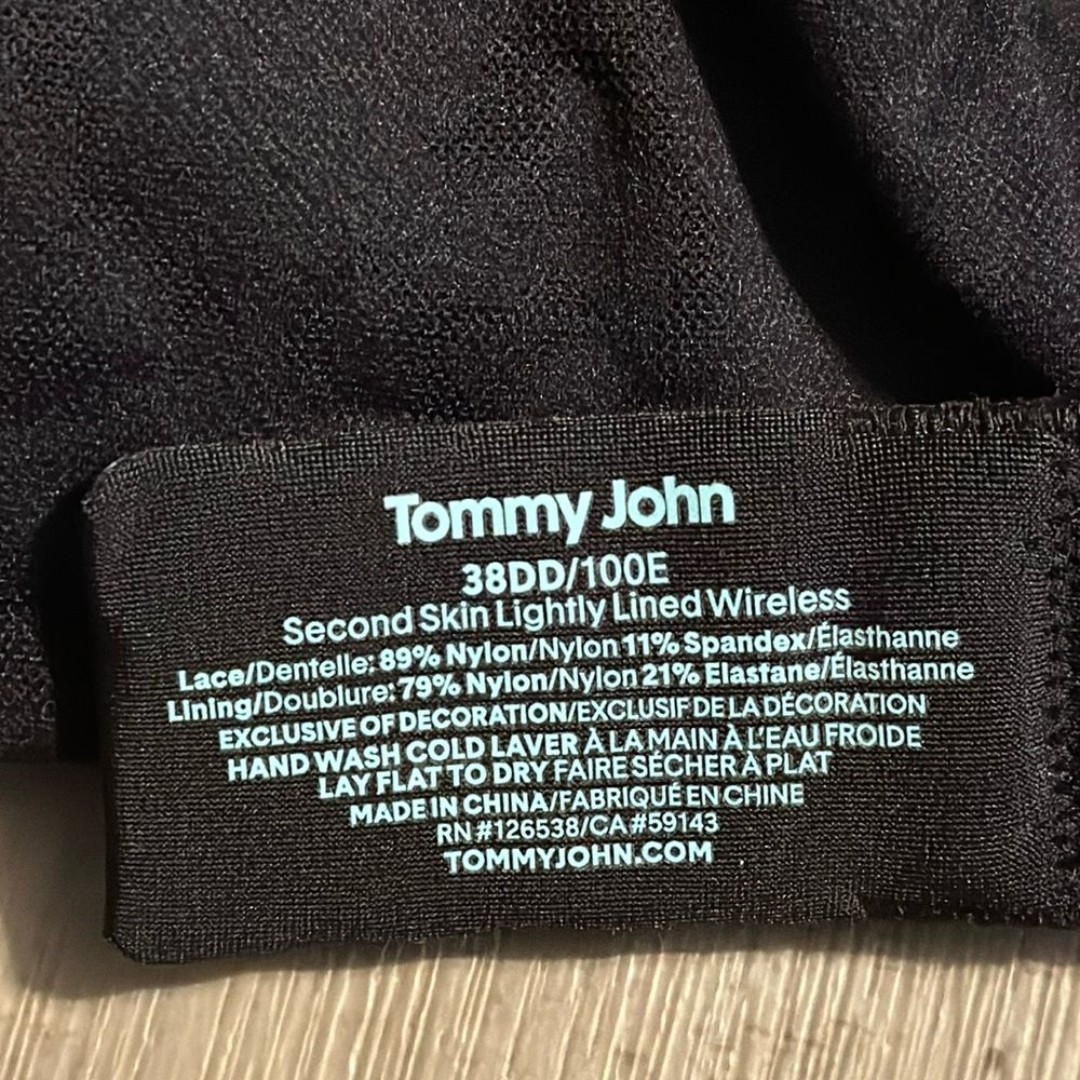 Tommy John
38DD/100E
Second Skin Lightly Lined Wireless
Lace/Dentelle: 89% Nylon/Nylon 11% Spandex/Élasthanne
Lining/Doublure: 79% Nylon/Nylon 21% Elastane/Élasthanne
EXCLUSIVE OF DECORATION/EXCLUSIF DE LA DÉCORATION
HAND WASH COLD LAVER À LA MAIN À L'EAU FROIDE
LAY FLAT TO DRY FAIRE SÉCHER À PLAT
MADE IN CHINA/FABRIQUÉ EN CHINE
RN #126538/CA #59143
TOMMYJOHN.COM